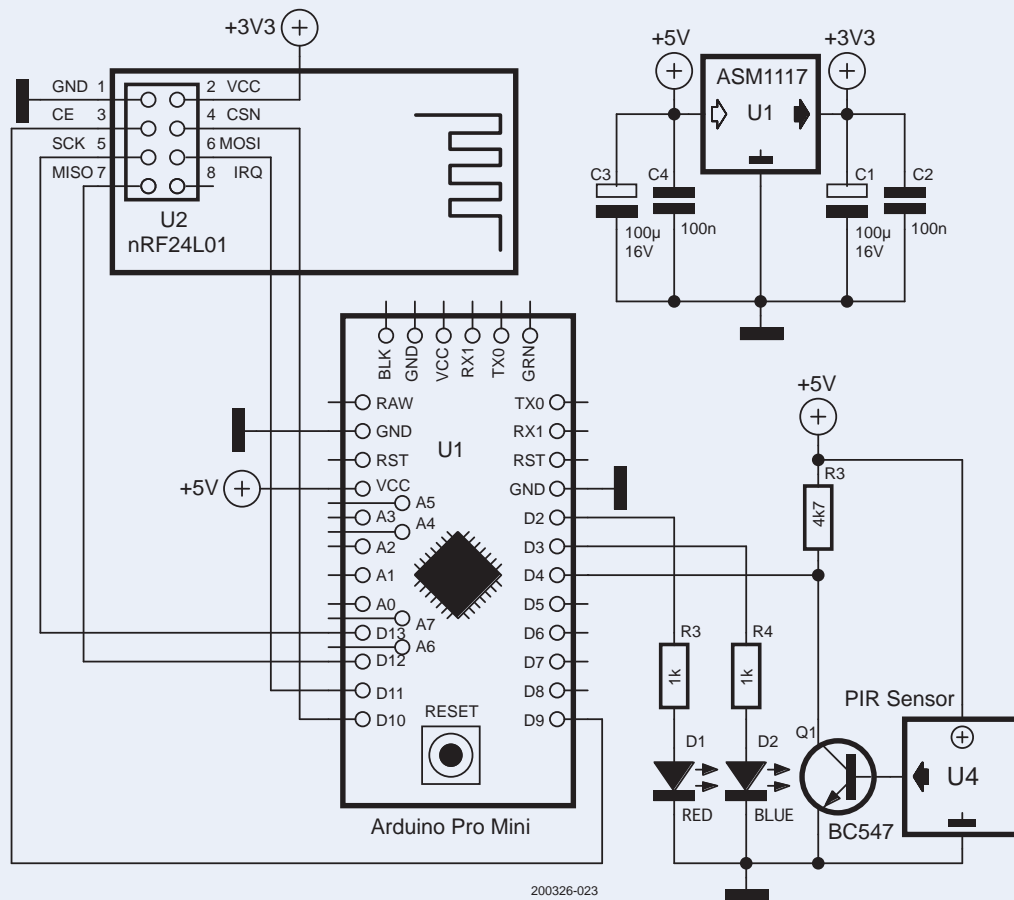 +3V3
GND 1
2 VCC
CE 3
4 CSN
SCK 5
6 MOSI
MISO 7
8 IRQ
U2
nRF24L01
+5V
+3V3
ASM1117
U1
C3
C4
C1
C2
100µ
16V
100n
100µ
16V
100n
BLK
GND
VCC
RX1
TX0
GRN
RAW
GND
RST
VCC
A5
A3
A4
A2
A1
A0
A7
D13
A6
D12
D11
D10
U1
TX0
RX1
RST
GND
D2
D3
D4
D5
D6
D7
D8
D9
+5V
RESET
Arduino Pro Mini
+5V
R3
4k7
R3
1k
R4
1k
D1
RED
D2
BLUE
Q1
BC547
PIR Sensor
U4
200326-023